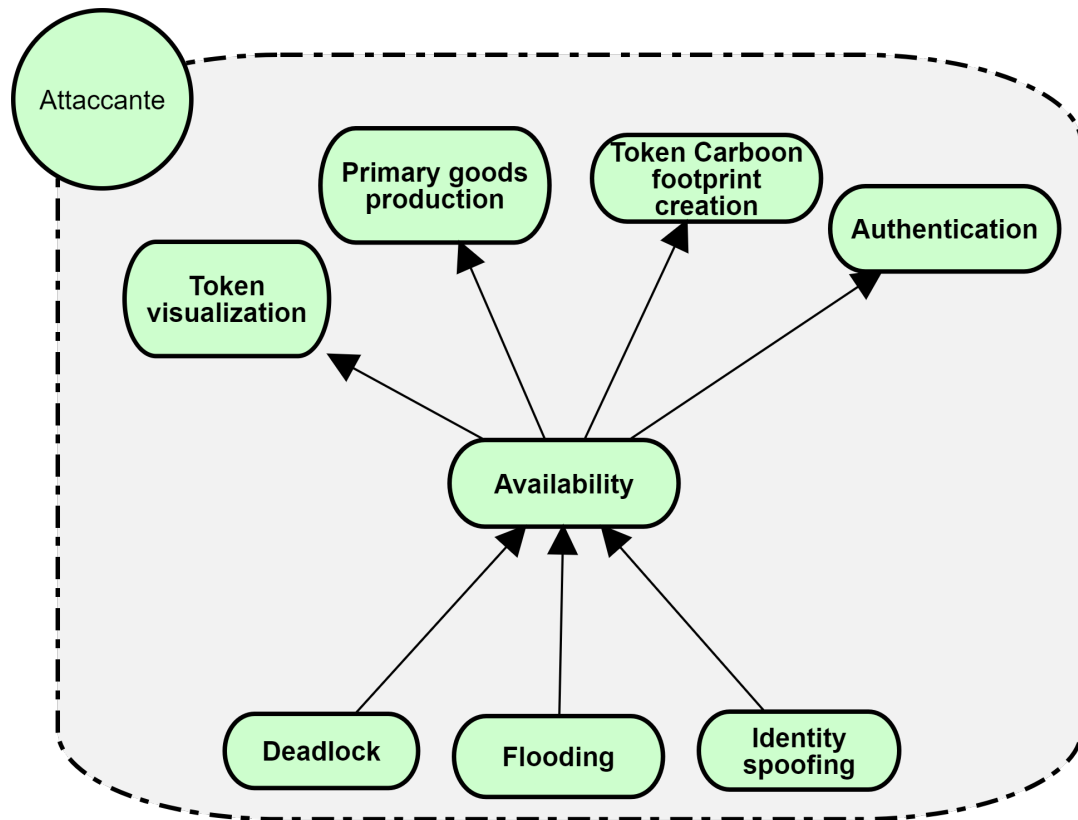 Attaccante
Primary goods
production
Token Carboon
footprint
creation
Authentication
Token
visualization
Availability
Deadlock
Flooding
Identity
spoofing